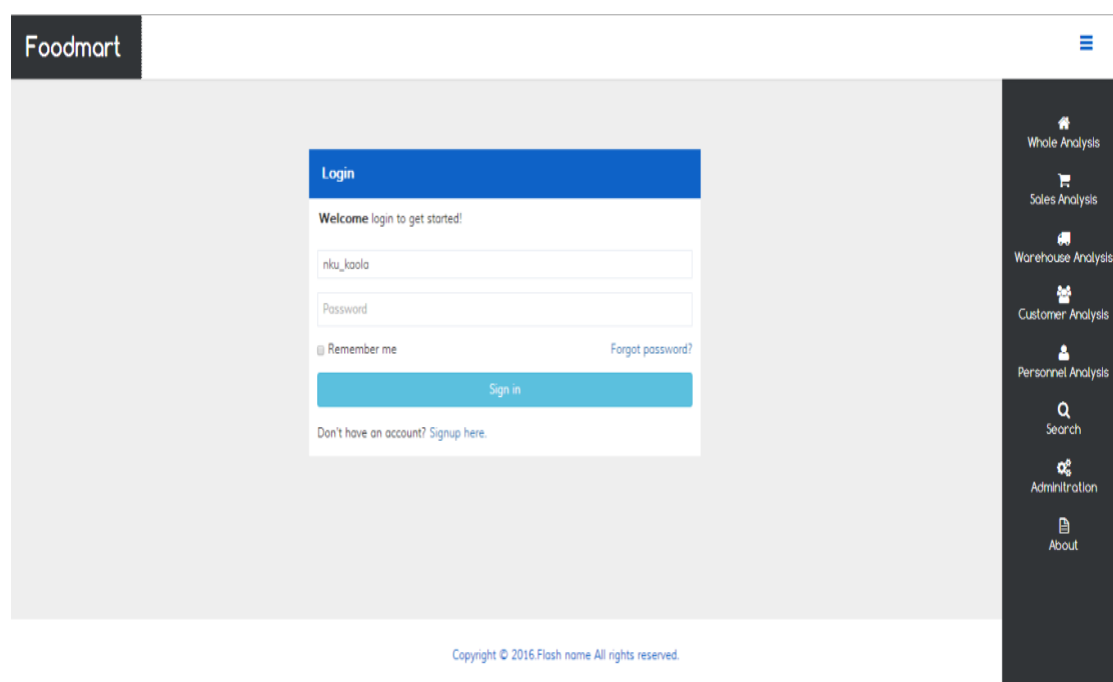 Foodmart
Login
Welcome login to get started!
nku_kaola
Password
Remember me
Forgot password?
Sign in
Don't have an account? Signup here.
Whole Analysis
Sales Analysis
Warehouse Analysis
Customer Analysis
Personnel Analysis
Search
Adminitration
About
Copyright © 2016.Flash name All rights reserved.